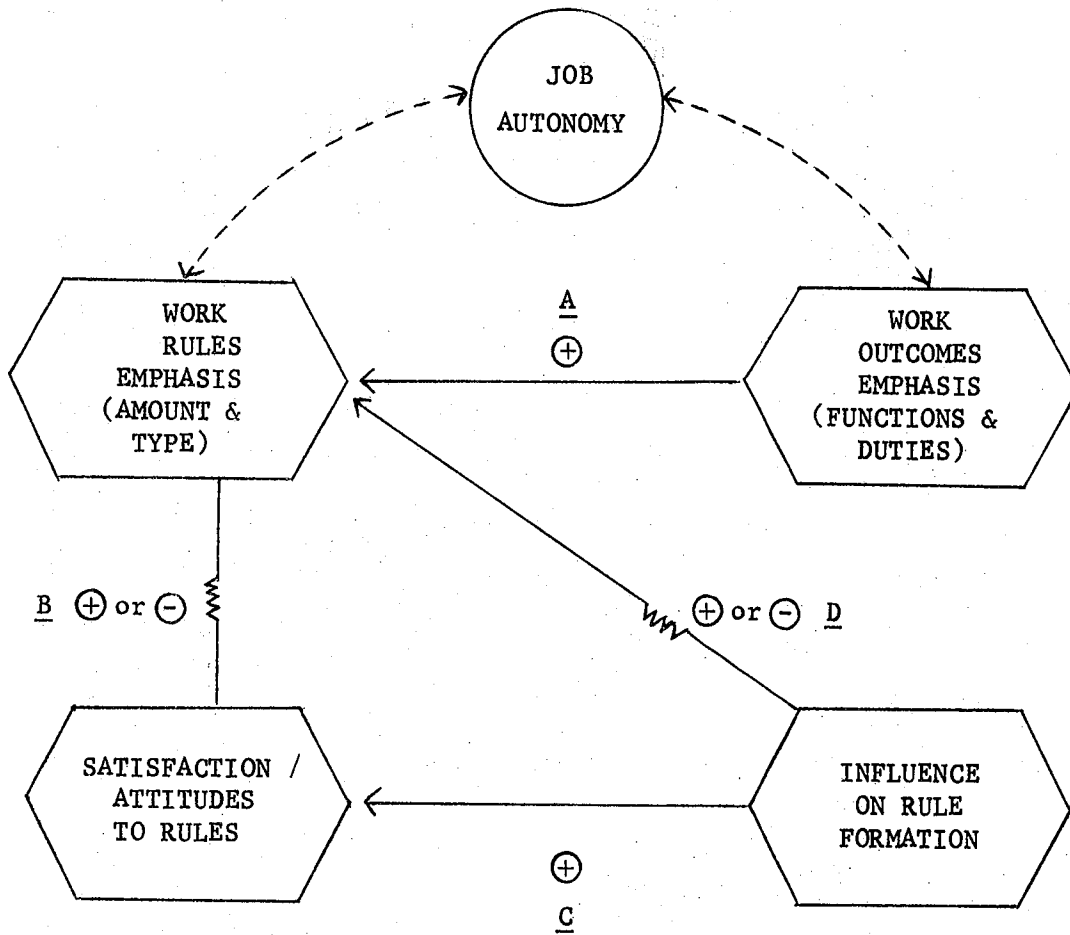 JOB
AUTONOMY
WORK
RULES
EMPHASIS
(AMOUNT &
TYPE)
A
+
WORK
OUTCOMES
EMPHASIS
(FUNCTIONS &
DUTIES)
B + or -
+ or - D
SATISFACTION /
ATTITUDES
TO RULES
INFLUENCE
ON RULE
FORMATION
+
C